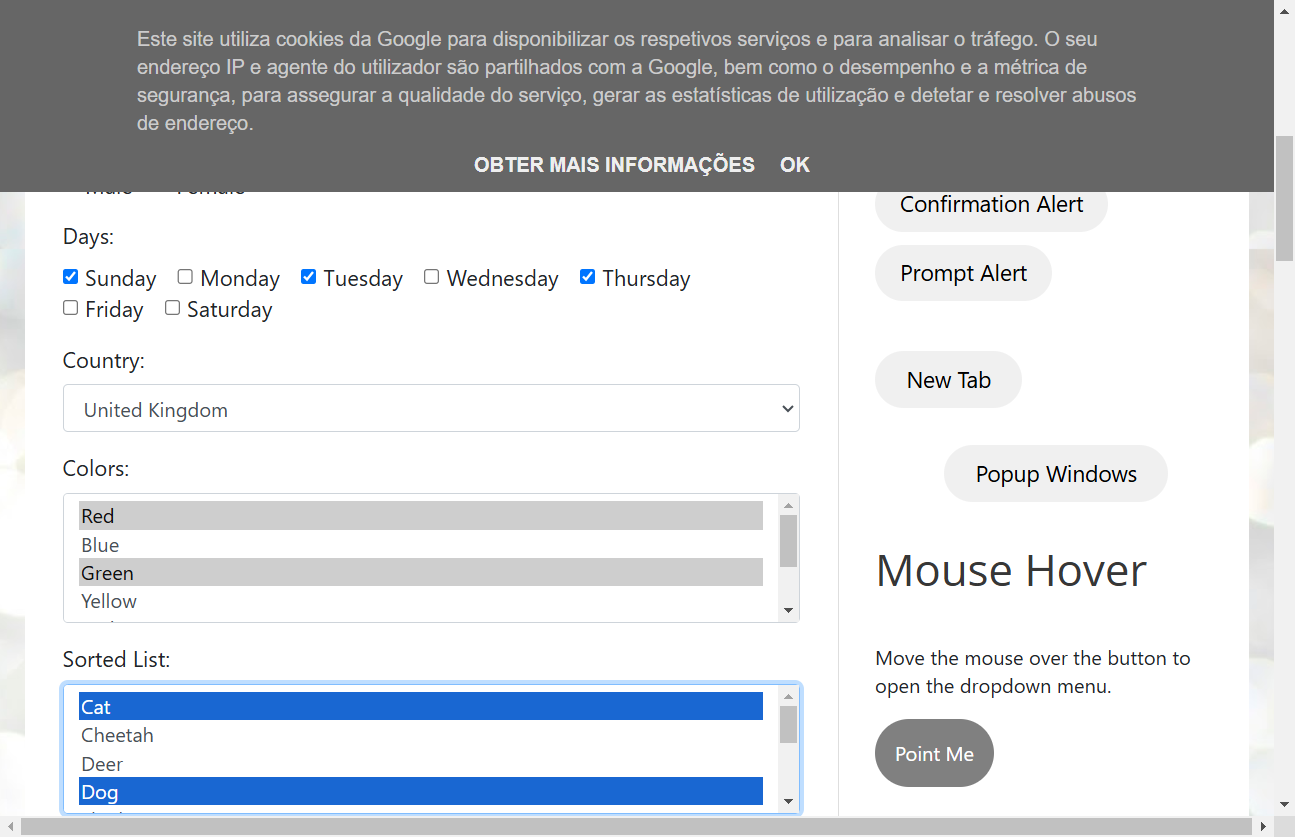 Este site utiliza cookies da Google para disponibilizar os respetivos serviços e para analisar o tráfego. O seu
endereço IP e agente do utilizador são partilhados com a Google, bem como o desempenho e a métrica de
segurança, para assegurar a qualidade do serviço, gerar as estatísticas de utilização e detetar e resolver abusos
de endereço.
OBTER MAIS INFORMAÇÕES OK
Days:
Sunday Monday Tuesday Wednesday Thursday
Friday Saturday
Country:
United Kingdom
Colors:
Red
Blue
Green
Yellow
Sorted List:
Cat
Cheetah
Deer
Dog
Confirmation Alert
Prompt Alert
New Tab
Popup Windows
Mouse Hover
Move the mouse over the button to
open the dropdown menu.
Point Me